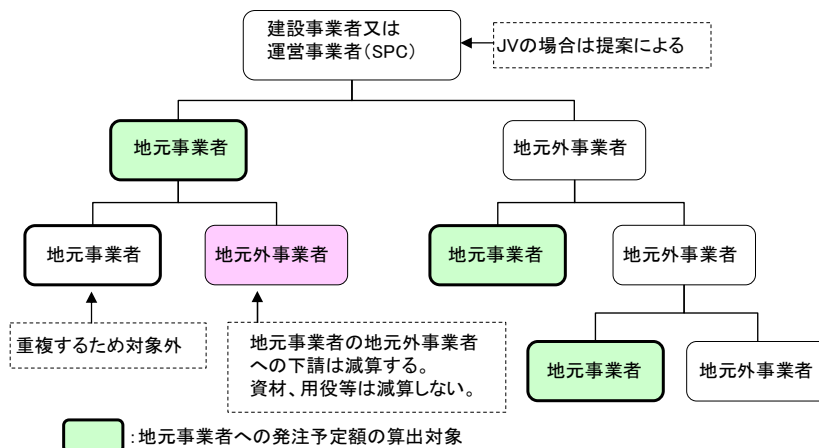 建設事業者又は
運営事業者(SPC)
JVの場合は提案による
地元事業者
地元外事業者
地元事業者
地元外事業者
地元事業者
地元外事業者
重複するため対象外
地元事業者の地元外事業者
への下請は減算する。
資材、用役等は減算しない。
地元事業者
地元外事業者
:地元事業者への発注予定額の算出対象